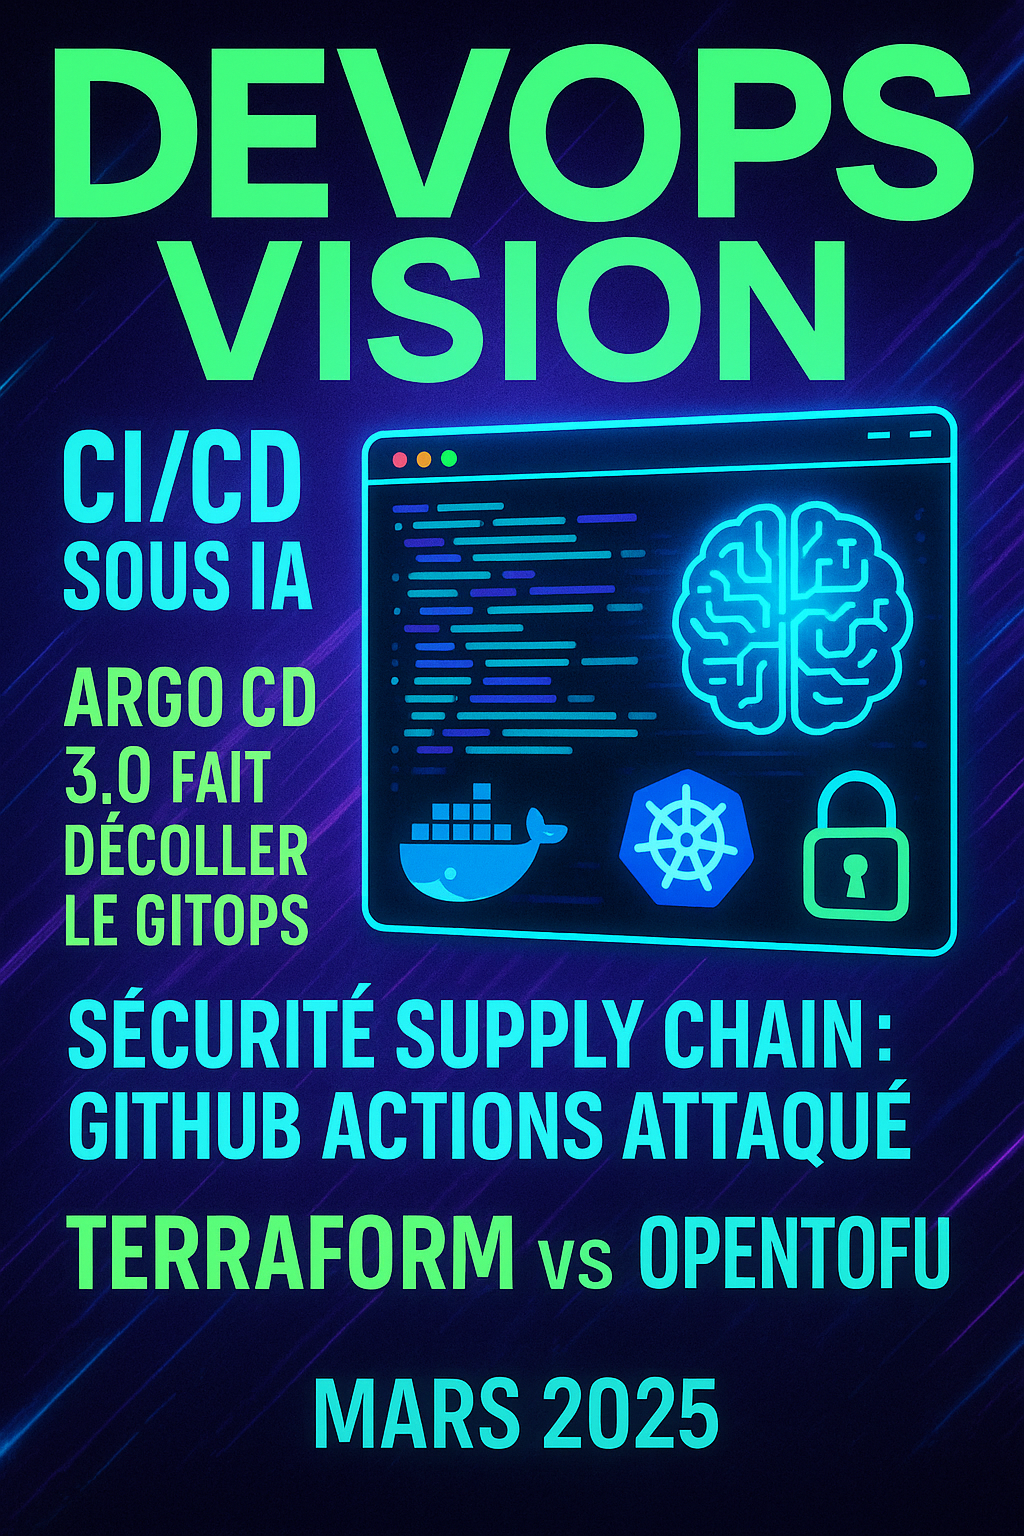 DEVOPS
VISION
CI/CD
SOUS IA
ARGO CD
3.0 FAIT
DÉCOLLER
LE GITOPS
SÉCURITÉ SUPPLY CHAIN :
GITHUB ACTIONS ATTAQUÉ
TERRAFORM VS OPENTOFU
MARS 2025